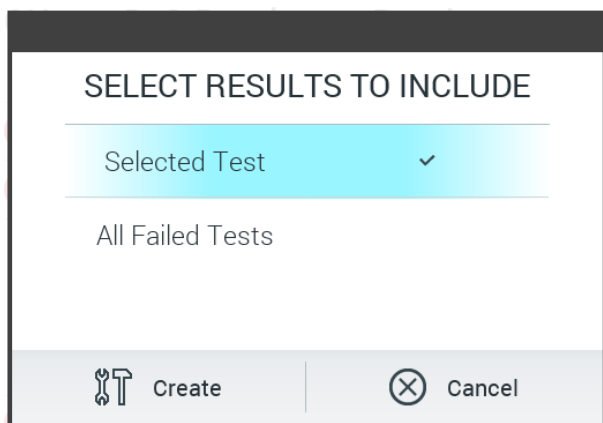 SELECT RESULTS TO INCLUDE
Selected Test
All Failed Tests
Create
Cancel